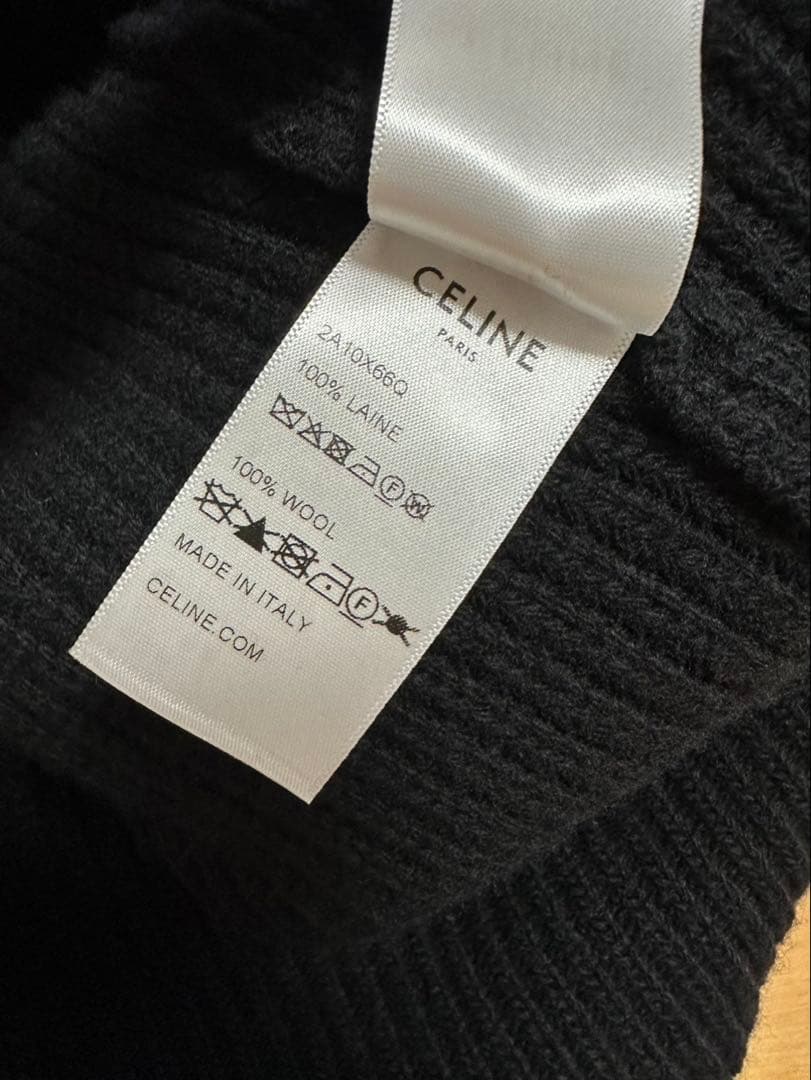 CELINE
PARIS
2A10X66Q
100% LAINE
F W
100% WOOL
F
MADE IN ITALY
CELINE.COM